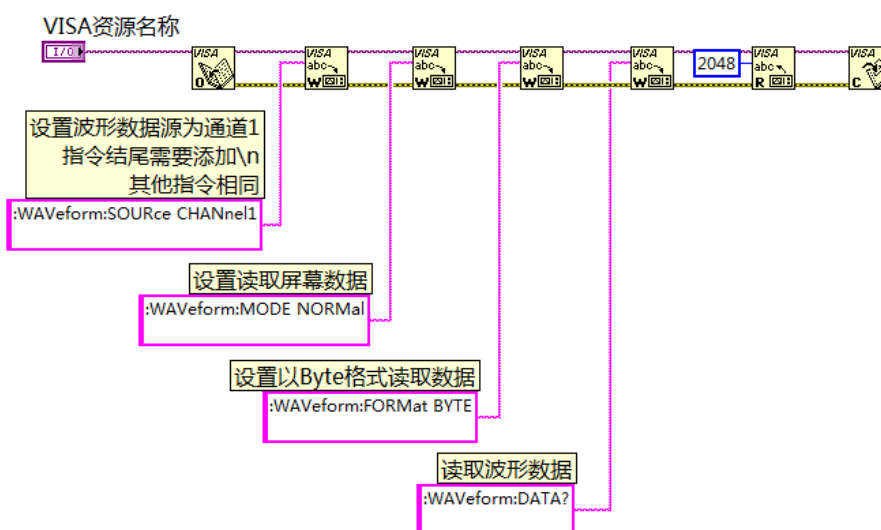 VISA资源名称
I/O
VISA
O
VISA
abc
W
VISA
abc
W
VISA
abc
W
VISA
abc
W
2048
VISA
abc
R
VISA
C
设置波形数据源为通道1
指令结尾需要添加\n
其他指令相同
:WAVeform:SOURce CHANnel1
设置读取屏幕数据
:WAVeform:MODE NORMal
设置以Byte格式读取数据
:WAVeform:FORMat BYTE
读取波形数据
:WAVeform:DATA?